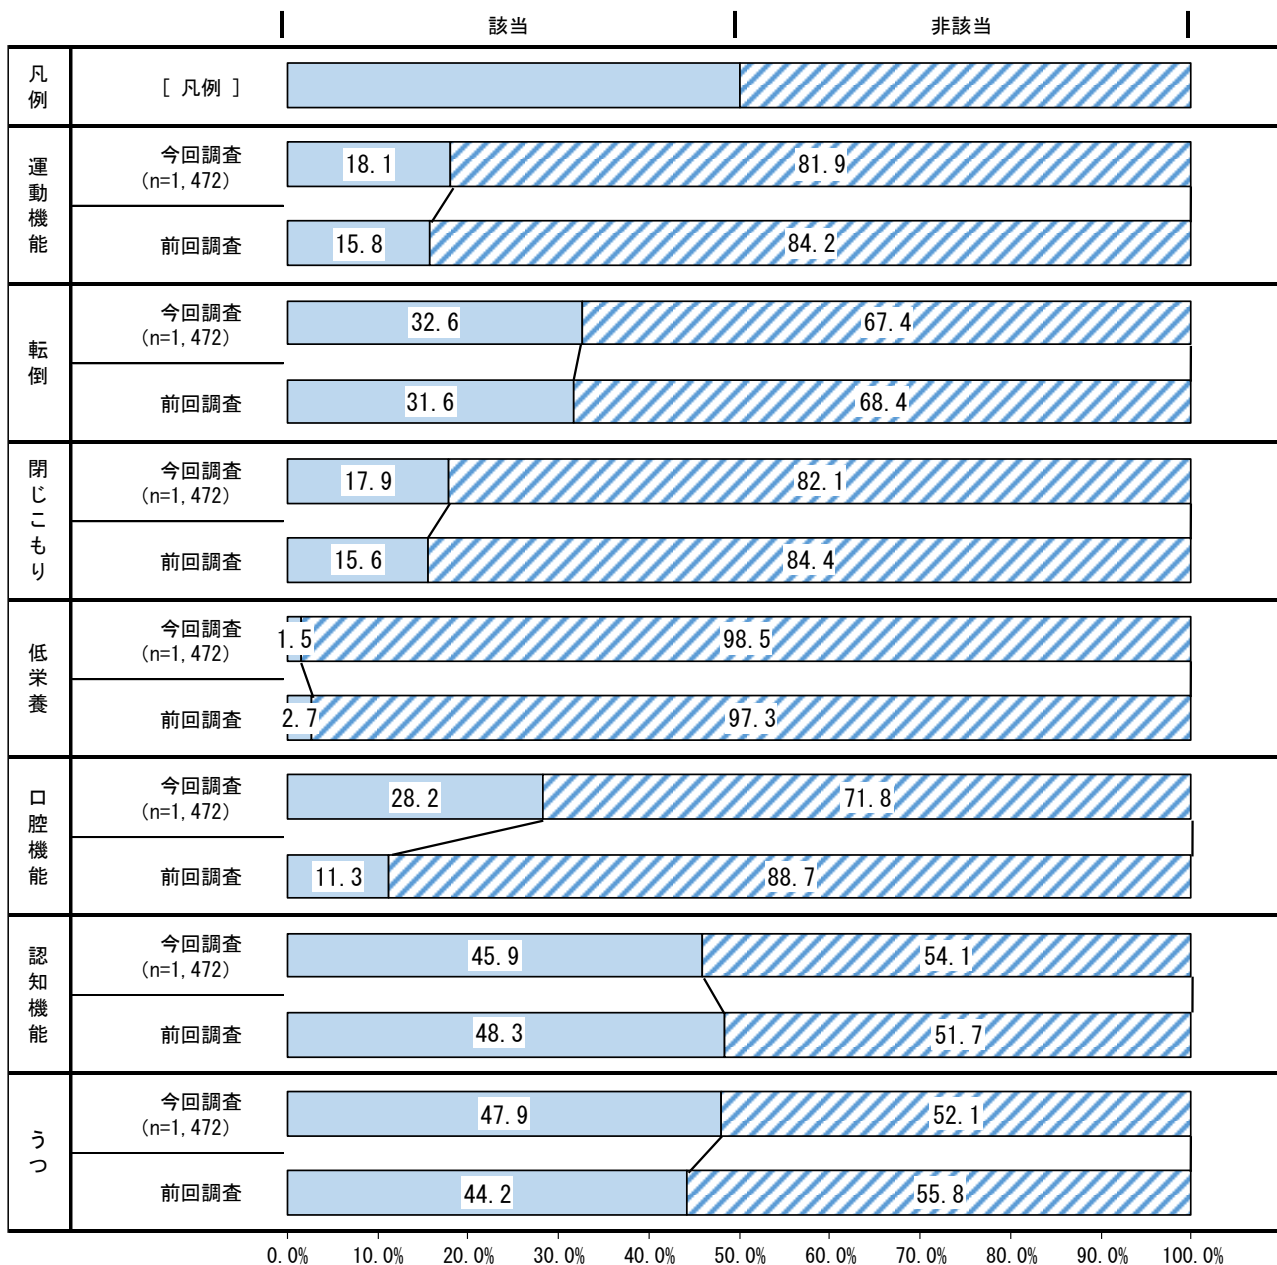 該当 非該当
凡例 [ 凡例 ]
運動機能
今回調査 18.1 81.9
(n=1,472)
前回調査 15.8 84.2
転倒
今回調査 32.6 67.4
(n=1,472)
前回調査 31.6 68.4
閉じこもり
今回調査 17.9 82.1
(n=1,472)
前回調査 15.6 84.4
低栄養
今回調査 1.5 98.5
(n=1,472)
前回調査 2.7 97.3
口腔機能
今回調査 28.2 71.8
(n=1,472)
前回調査 11.3 88.7
認知機能
今回調査 45.9 54.1
(n=1,472)
前回調査 48.3 51.7
うつ
今回調査 47.9 52.1
(n=1,472)
前回調査 44.2 55.8
0.0% 10.0% 20.0% 30.0% 40.0% 50.0% 60.0% 70.0% 80.0% 90.0% 100.0%